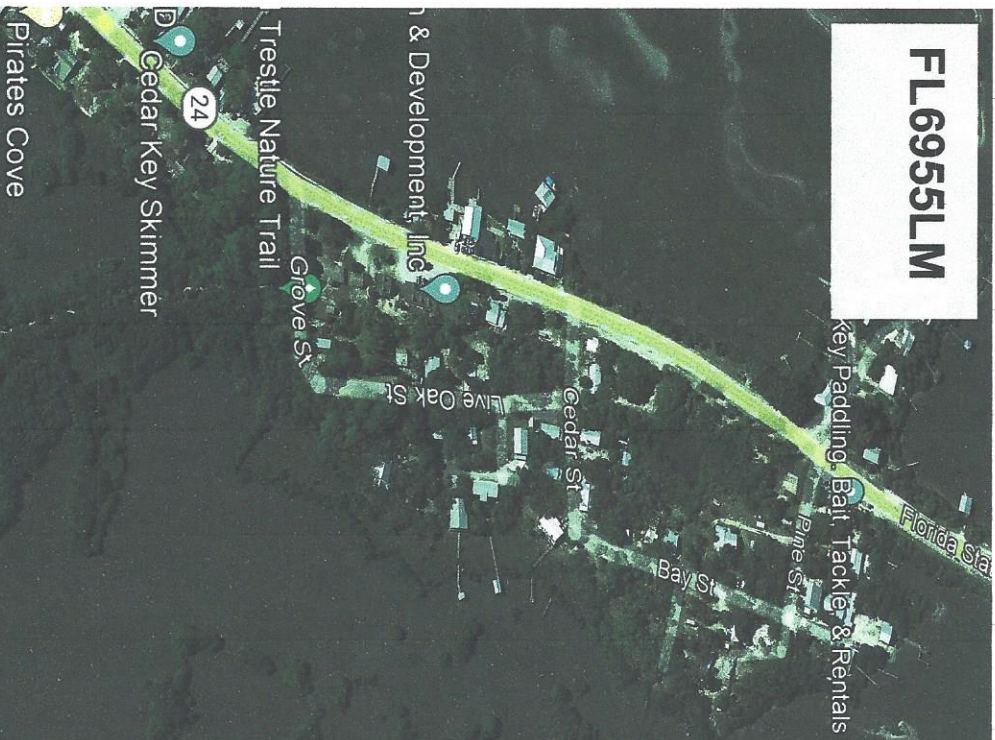 FL6955LM
Key Paddling, Bait, Tackle, & Rentals
Florida Stat
Pine St
Bay St
Cedar St
Live Oak St
n & Development, Inc
Grove St
Trestle Nature Trail
24
Cedar Key Skimmer
D
Pirates Cove